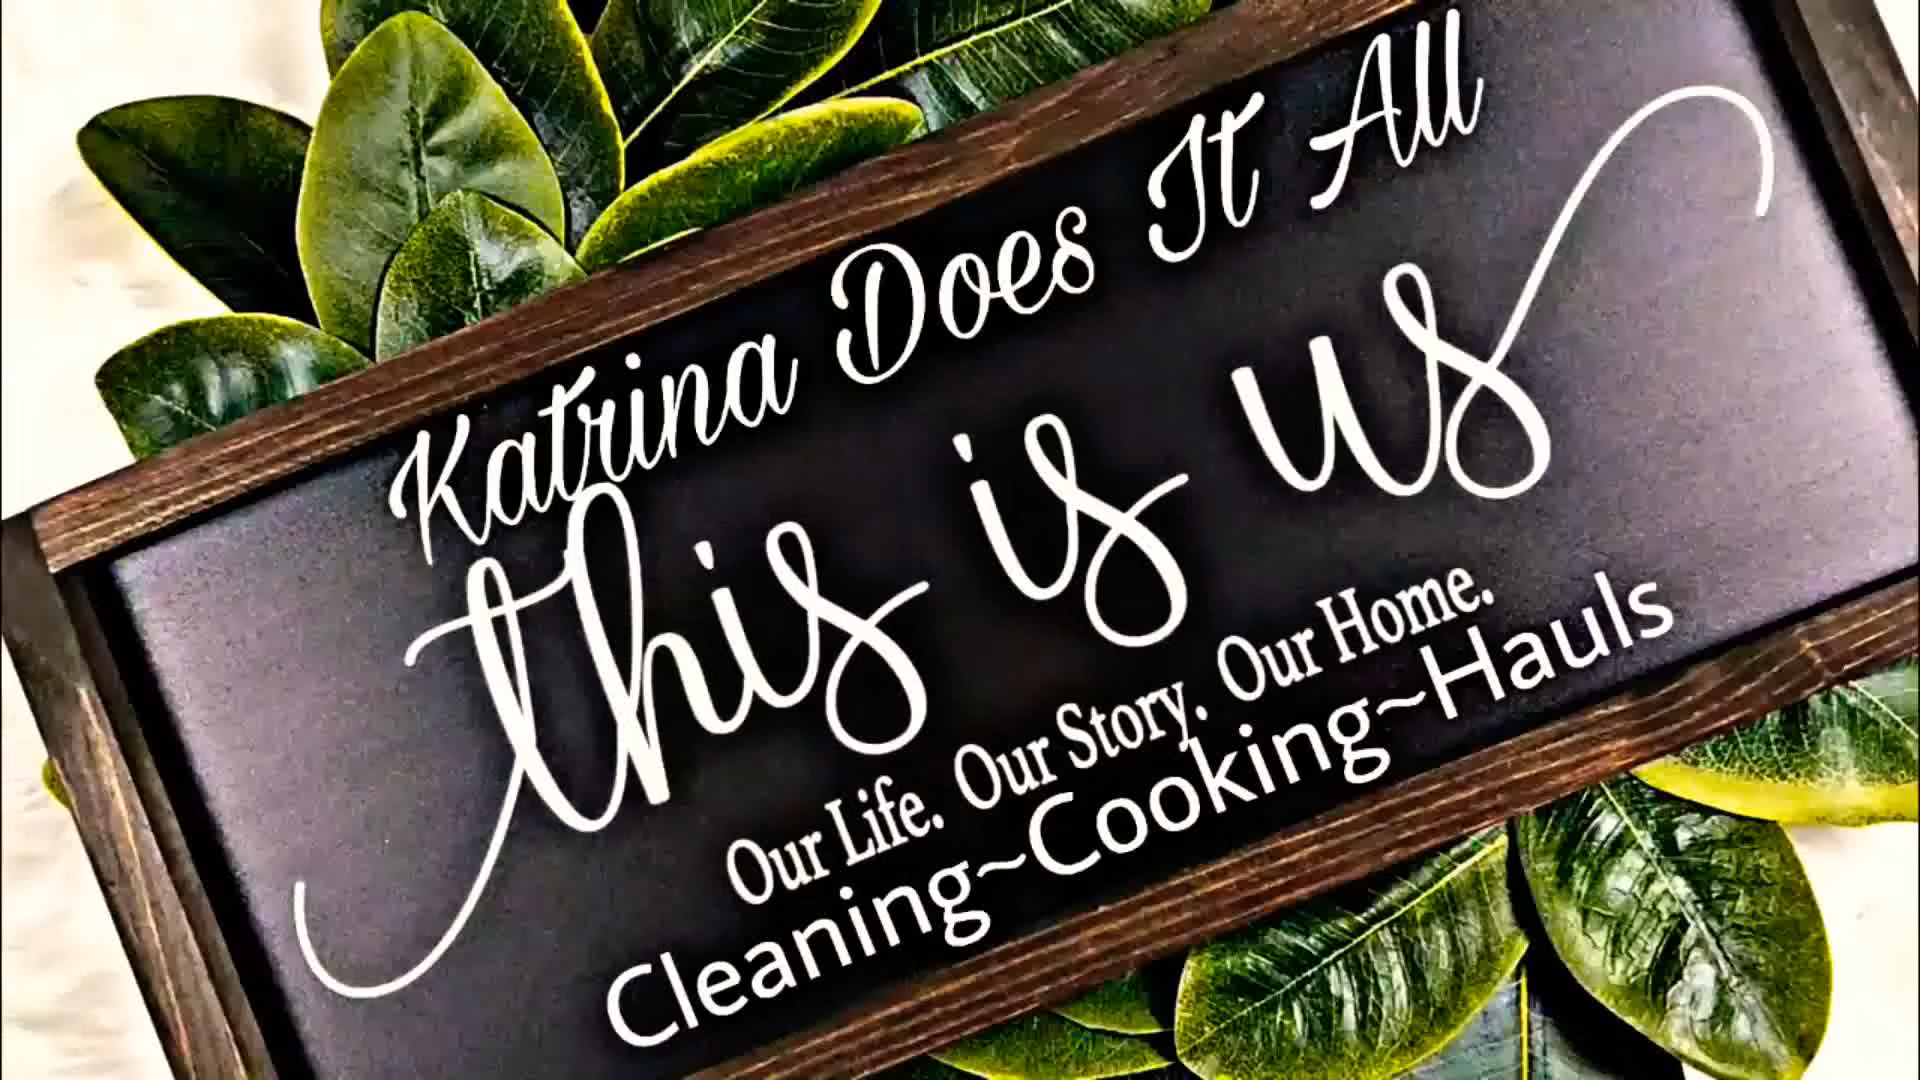 Katrina Does It All
this is us
Our Life. Our Story. Our Home.
Cleaning~Cooking~Hauls